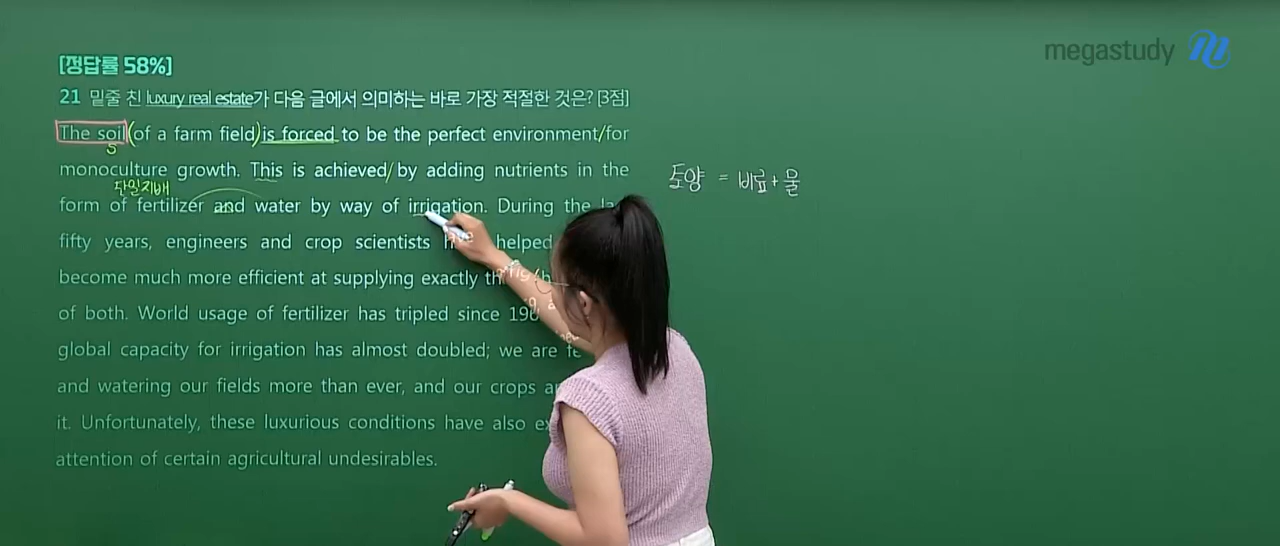 megastudy
[정답률 58%]
21 밑줄 친 luxury real estate가 다음 글에서 의미하는 바로 가장 적절한 것은? [3점]
The soil (of a farm field) is forced to be the perfect environment/for
S
monoculture growth. This is achieved/by adding nutrients in the
단일재배
토양 = 비료+물
form of fertilizer and water by way of irrigation. During the
fifty years, engineers and crop scientists helped
become much more efficient at supplying exactly
of both. World usage of fertilizer has tripled since
global capacity for irrigation has almost doubled; we are
and watering our fields more than ever, and our crops
it. Unfortunately, these luxurious conditions have also
attention of certain agricultural undesirables.